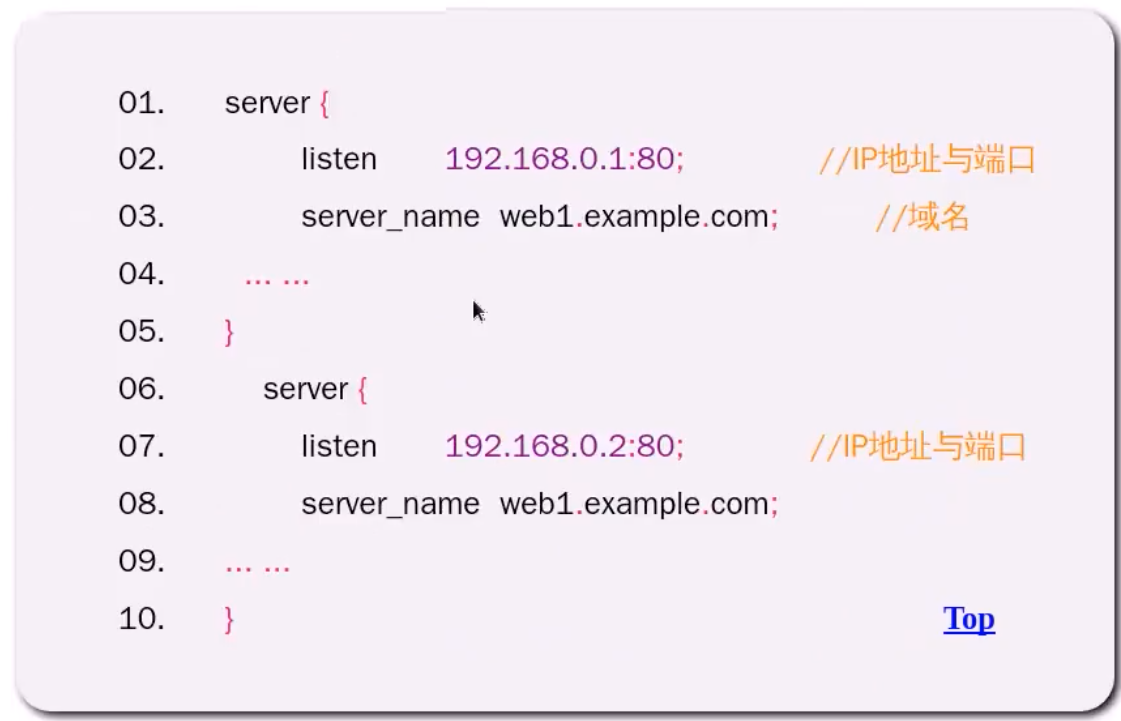 01. server {
02. listen 192.168.0.1:80; //IP地址与端口
03. server_name web1.example.com; //域名
04. ... ...
05. }
06. server {
07. listen 192.168.0.2:80; //IP地址与端口
08. server_name web1.example.com;
09. ... ...
10. }
Top